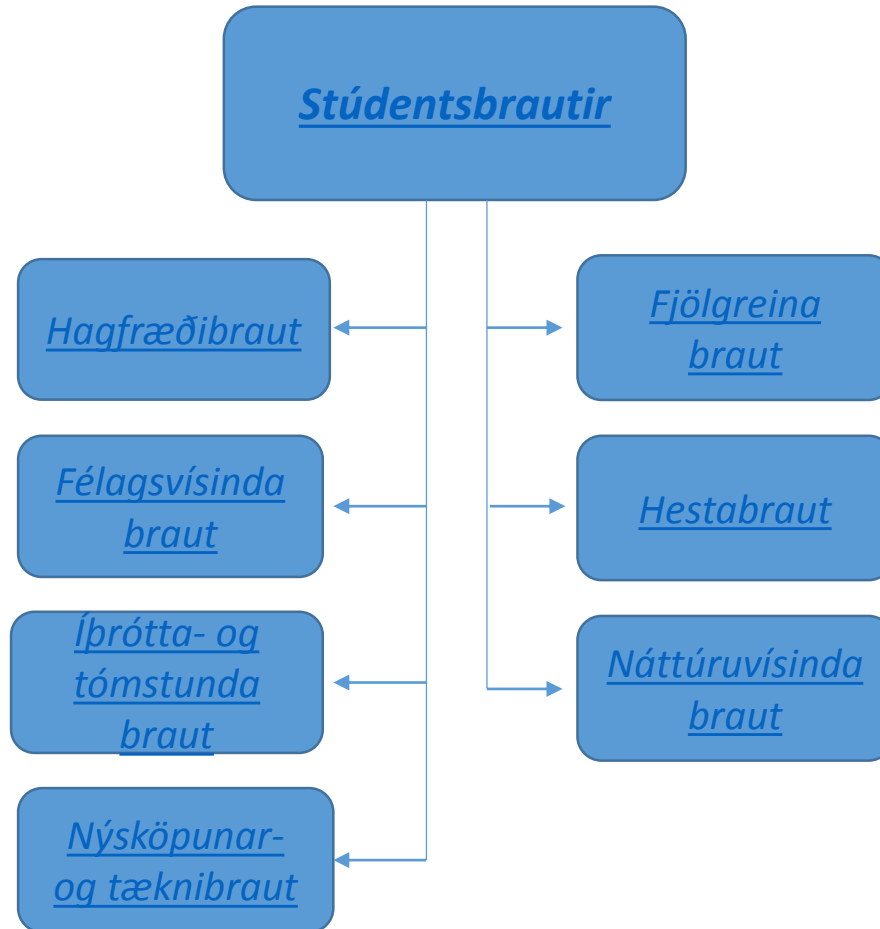 Stúdentsbrautir
Hagfræðibraut
Fjölgreina
braut
Félagsvísinda
braut
Hestabraut
Íþrótta- og
tómstunda
braut
Náttúruvísinda
braut
Nýsköpunar-
og tæknibraut